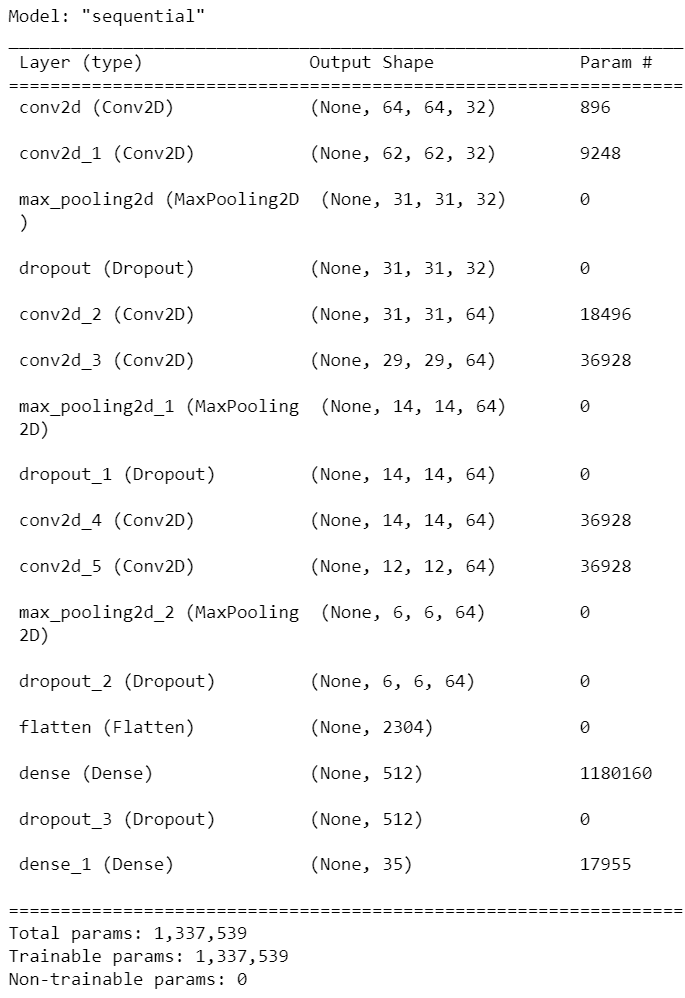 Model: "sequential"
Layer (type) Output Shape Param #
conv2d (Conv2D) (None, 64, 64, 32) 896
conv2d_1 (Conv2D) (None, 62, 62, 32) 9248
max_pooling2d (MaxPooling2D (None, 31, 31, 32) 0
)
dropout (Dropout) (None, 31, 31, 32) 0
conv2d_2 (Conv2D) (None, 31, 31, 64) 18496
conv2d_3 (Conv2D) (None, 29, 29, 64) 36928
max_pooling2d_1 (MaxPooling (None, 14, 14, 64) 0
2D)
dropout_1 (Dropout) (None, 14, 14, 64) 0
conv2d_4 (Conv2D) (None, 14, 14, 64) 36928
conv2d_5 (Conv2D) (None, 12, 12, 64) 36928
max_pooling2d_2 (MaxPooling (None, 6, 6, 64) 0
2D)
dropout_2 (Dropout) (None, 6, 6, 64) 0
flatten (Flatten) (None, 2304) 0
dense (Dense) (None, 512) 1180160
dropout_3 (Dropout) (None, 512) 0
dense_1 (Dense) (None, 35) 17955
Total params: 1,337,539
Trainable params: 1,337,539
Non-trainable params: 0